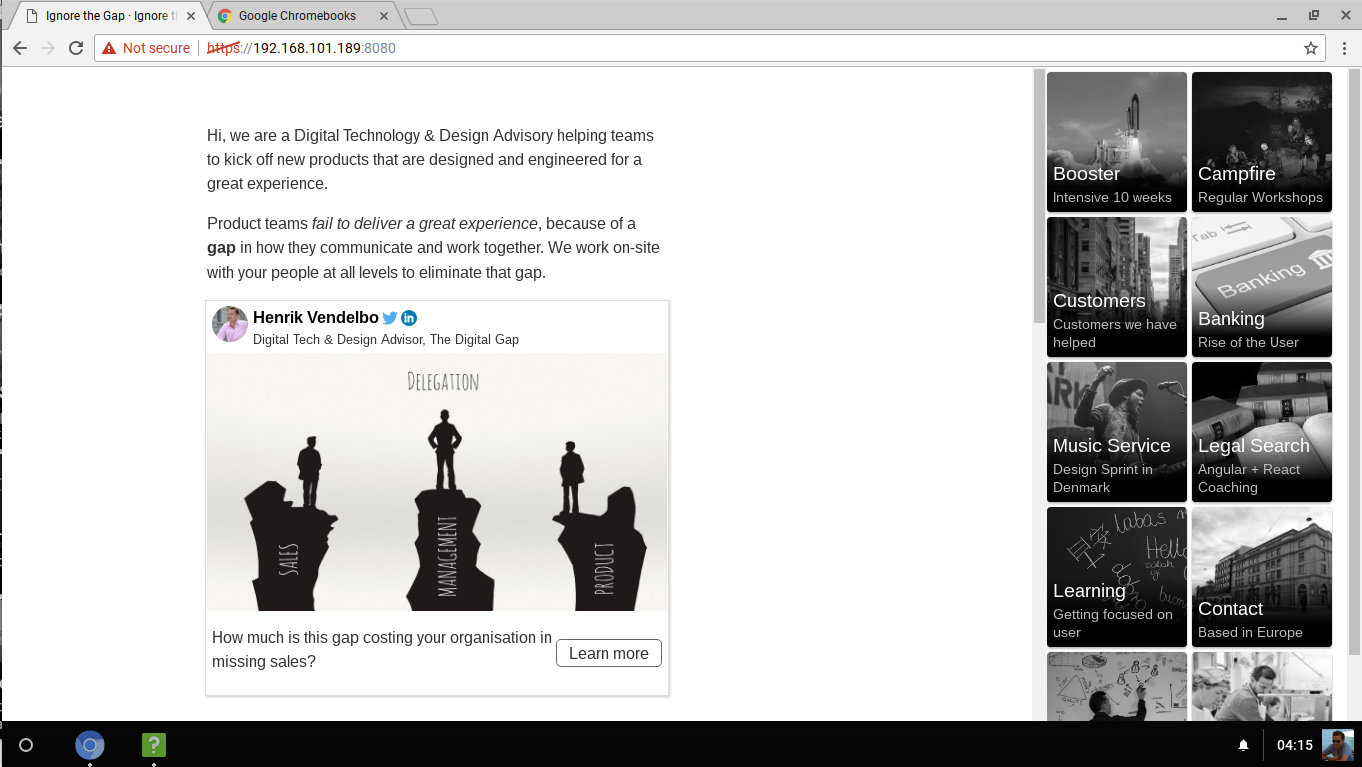 Ignore the Gap · Ignore t
Google Chromebooks
Not secure
https://192.168.101.189:8080
Hi, we are a Digital Technology & Design Advisory helping teams
to kick off new products that are designed and engineered for a
great experience.
Product teams fail to deliver a great experience, because of a
gap in how they communicate and work together. We work on-site
with your people at all levels to eliminate that gap.
Henrik Vendelbo
in
Digital Tech & Design Advisor, The Digital Gap
DELEGATION
SALES
MANAGEMENT
PRODUCT
How much is this gap costing your organisation in
missing sales?
Learn more
Booster
Intensive 10 weeks
Campfire
Regular Workshops
Customers
Customers we have
helped
Tab
Banking
Banking
Rise of the User
Music Service
Design Sprint in
Denmark
Legal Search
Angular + React
Coaching
labas
Hello
Learning
Getting focused on
user
Contact
Based in Europe
?
04:15